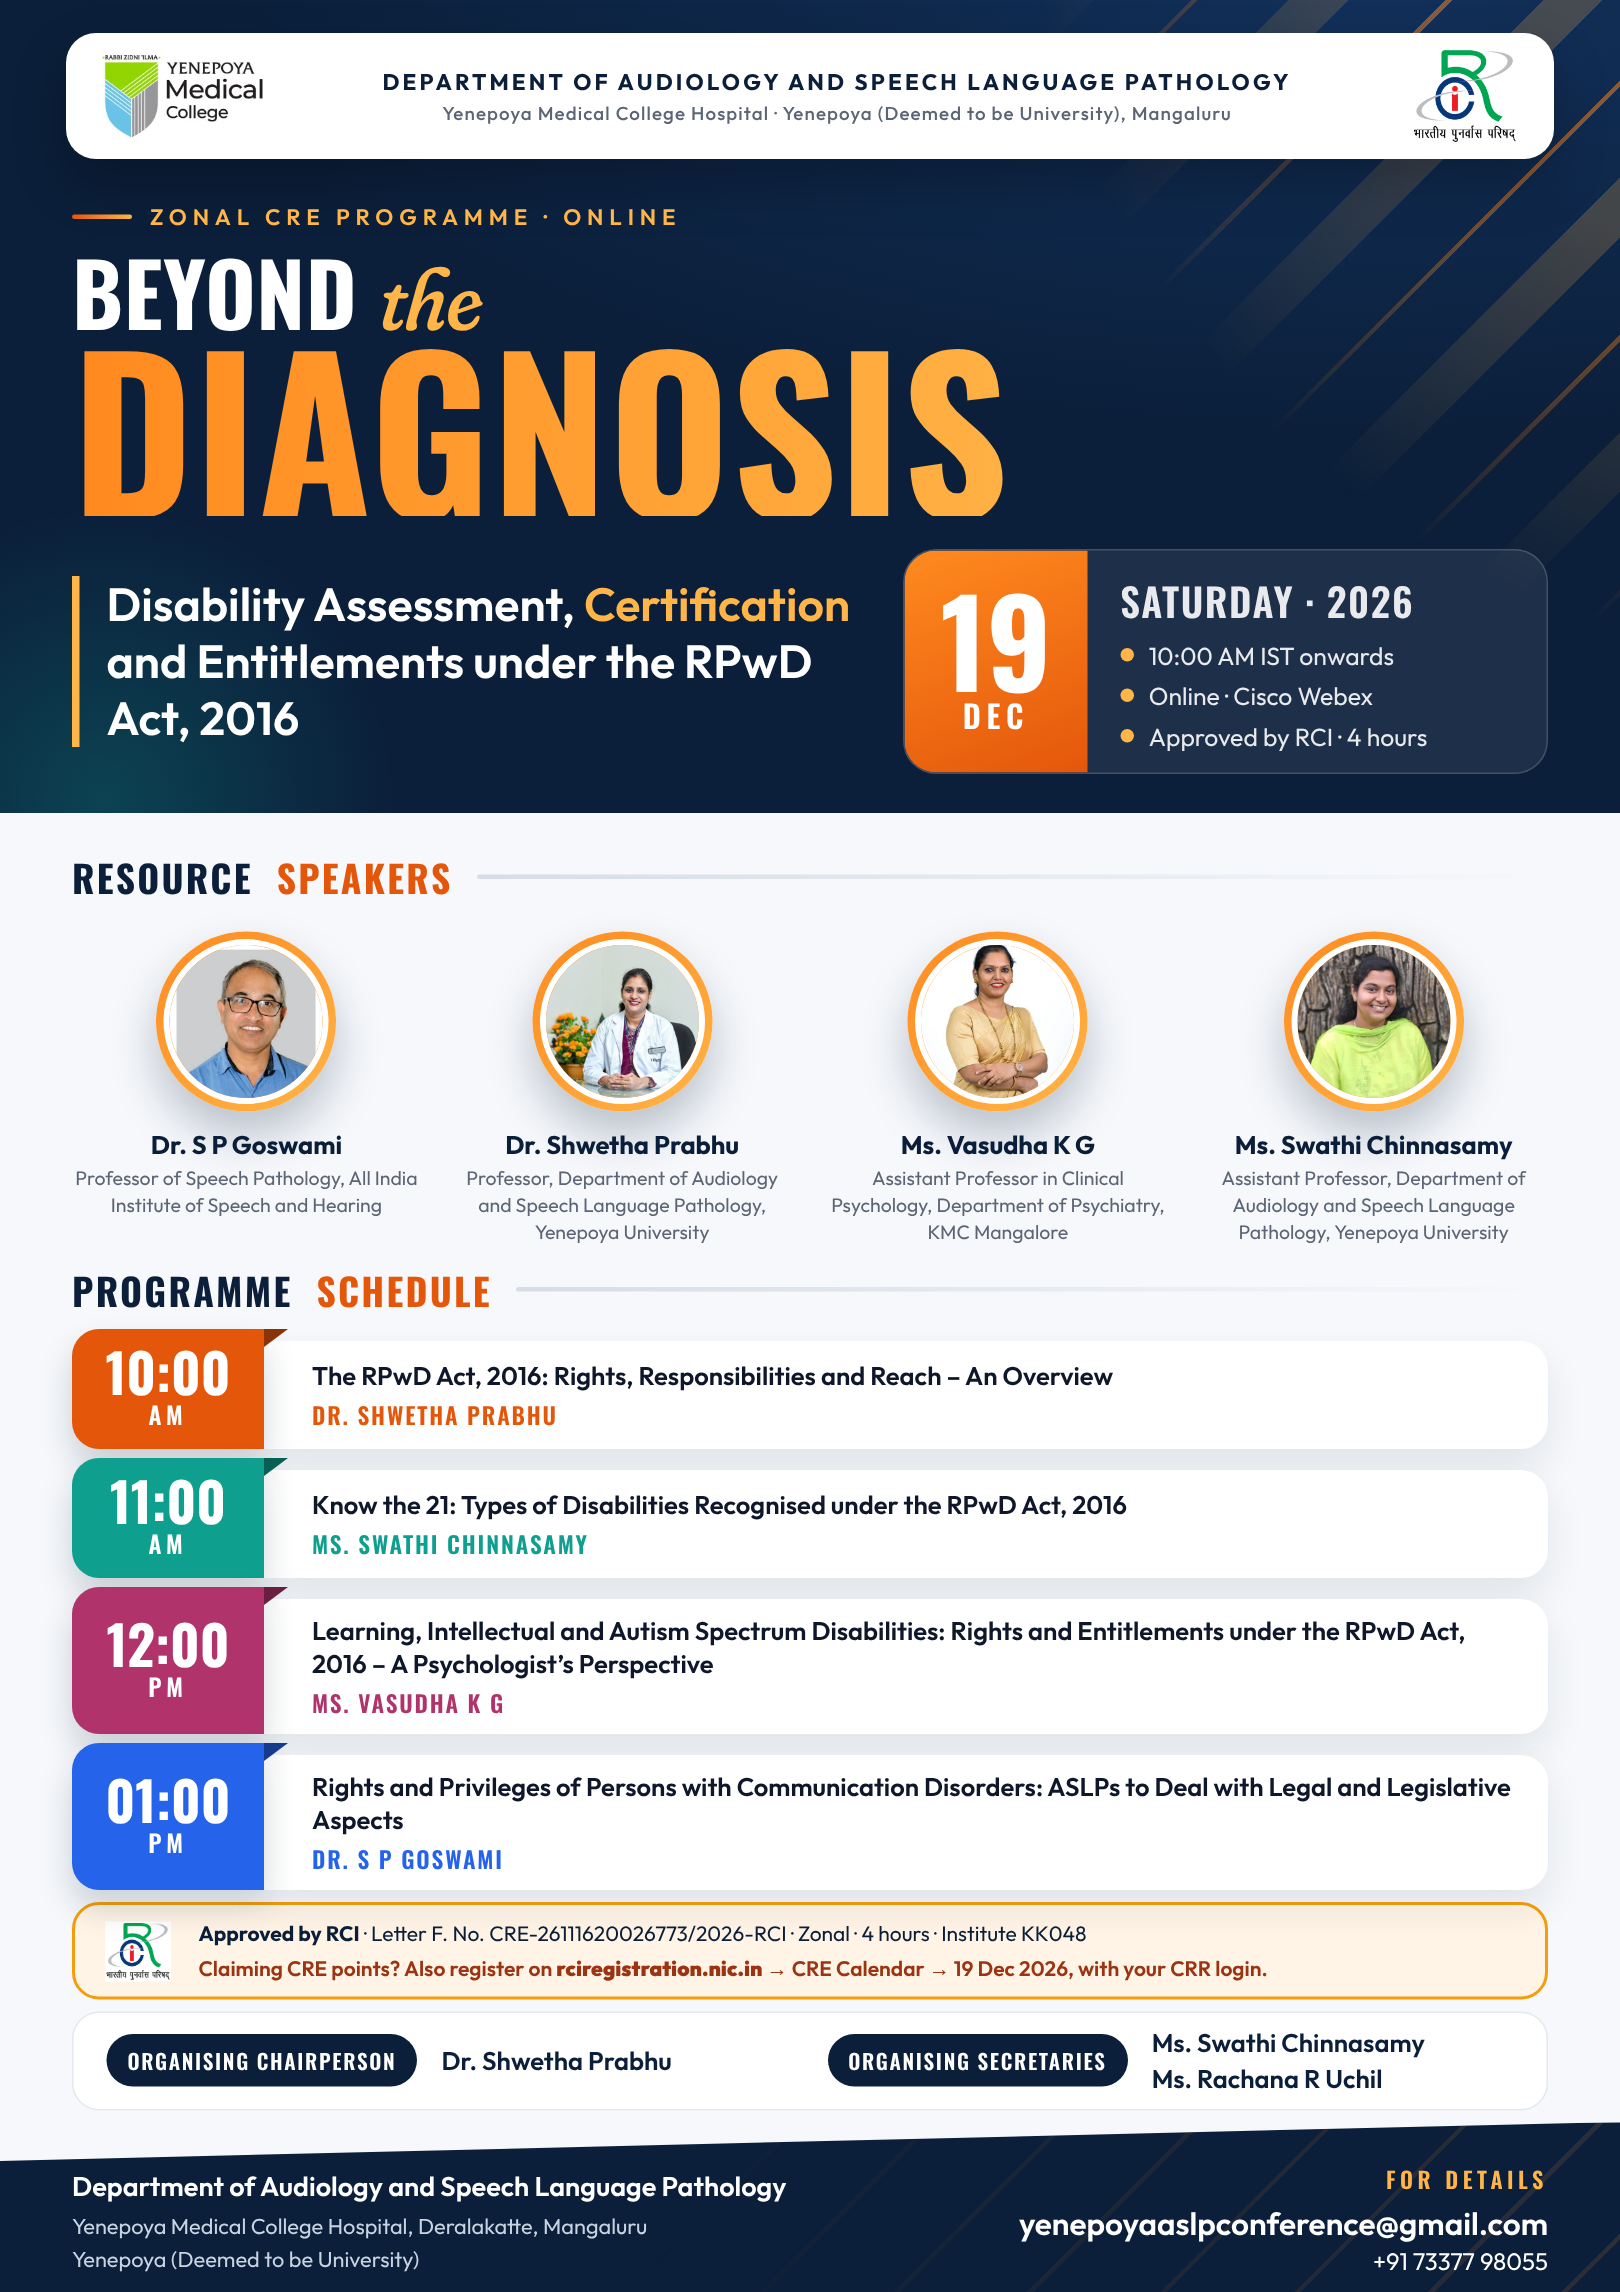 ·RABBI ZIDNI 'ILMA·
YENEPOYA
Medical
College
DEPARTMENT OF AUDIOLOGY AND SPEECH LANGUAGE PATHOLOGY
Yenepoya Medical College Hospital · Yenepoya (Deemed to be University), Mangaluru
भारतीय पुनर्वास परिषद्
ZONAL CRE PROGRAMME · ONLINE
BEYOND the
DIAGNOSIS
Disability Assessment, Certification
and Entitlements under the RPwD
Act, 2016
19
DEC
SATURDAY · 2026
10:00 AM IST onwards
Online · Cisco Webex
Approved by RCI · 4 hours
RESOURCE SPEAKERS
Dr. S P Goswami
Professor of Speech Pathology, All India
Institute of Speech and Hearing
Dr. Shwetha Prabhu
Professor, Department of Audiology
and Speech Language Pathology,
Yenepoya University
Ms. Vasudha K G
Assistant Professor in Clinical
Psychology, Department of Psychiatry,
KMC Mangalore
Ms. Swathi Chinnasamy
Assistant Professor, Department of
Audiology and Speech Language
Pathology, Yenepoya University
PROGRAMME SCHEDULE
10:00
AM
The RPwD Act, 2016: Rights, Responsibilities and Reach – An Overview
DR. SHWETHA PRABHU
11:00
AM
Know the 21: Types of Disabilities Recognised under the RPwD Act, 2016
MS. SWATHI CHINNASAMY
12:00
PM
Learning, Intellectual and Autism Spectrum Disabilities: Rights and Entitlements under the RPwD Act,
2016 – A Psychologist's Perspective
MS. VASUDHA K G
01:00
PM
Rights and Privileges of Persons with Communication Disorders: ASLPs to Deal with Legal and Legislative
Aspects
DR. S P GOSWAMI
भारतीय पुनर्वास परिषद्
Approved by RCI · Letter F. No. CRE-26111620026773/2026-RCI · Zonal · 4 hours · Institute KK048
Claiming CRE points? Also register on rciregistration.nic.in → CRE Calendar → 19 Dec 2026, with your CRR login.
ORGANISING CHAIRPERSON
Dr. Shwetha Prabhu
ORGANISING SECRETARIES
Ms. Swathi Chinnasamy
Ms. Rachana R Uchil
Department of Audiology and Speech Language Pathology
Yenepoya Medical College Hospital, Deralakatte, Mangaluru
Yenepoya (Deemed to be University)
FOR DETAILS
yenepoyaaslpconference@gmail.com
+91 73377 98055